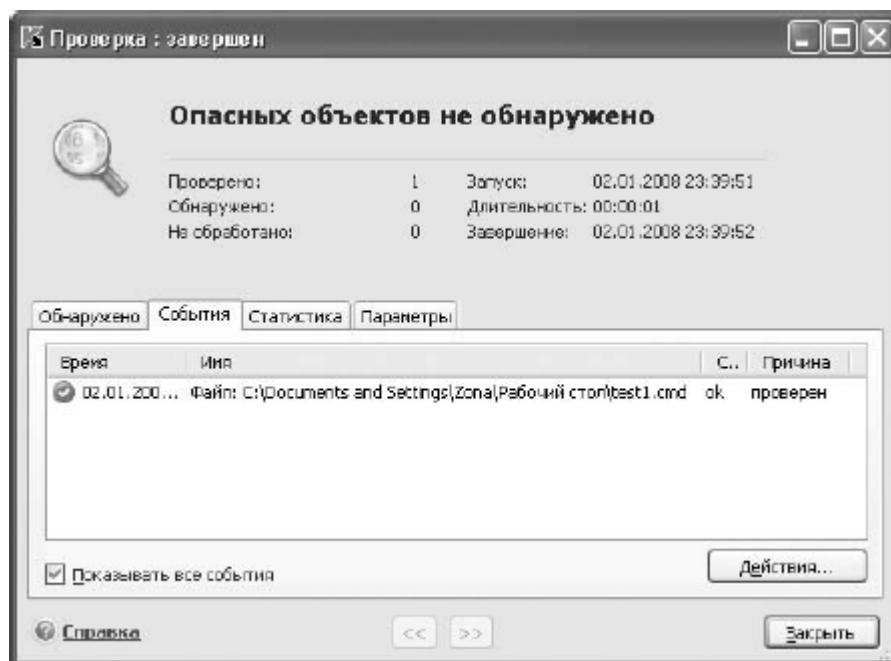 Проверка : завершен
Опасных объектов не обнаружено
Проверено: 1 Запуск: 02.01.2008 23:39:51
Обнаружено: 0 Длительность: 00:00:01
Не обработано: 0 Завершение: 02.01.2008 23:39:52
Обнаружено События Статистика Параметры
Время Имя С.. Причина
02.01.200... Файл: C:\Documents and Settings\Zona\Рабочий стол\test1.cmd ok проверен
Показывать все события
Действия...
Справка << >> Закрыть